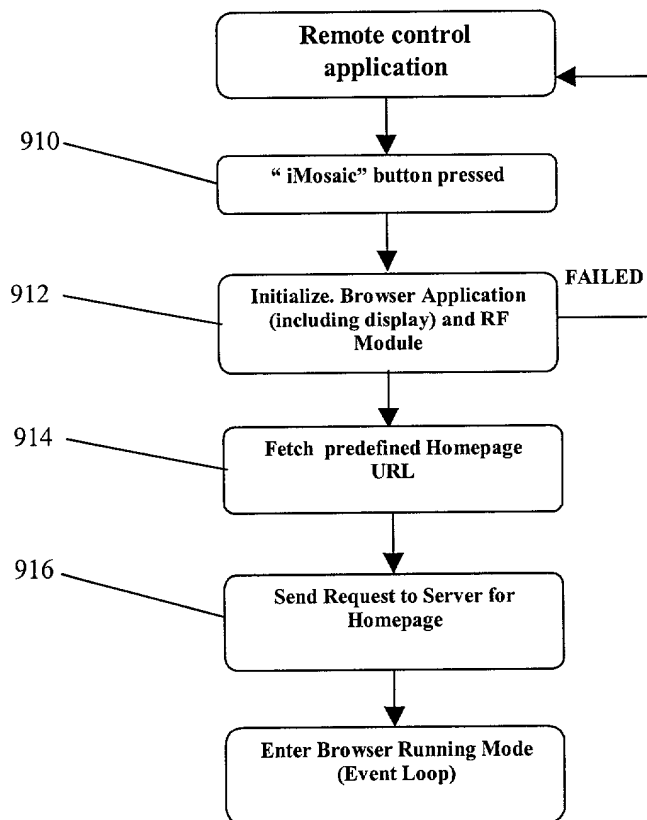 Remote control
application
910
“ iMosaic” button pressed
912
Initialize. Browser Application
(including display) and RF
Module
FAILED
914
Fetch predefined Homepage
URL
916
Send Request to Server for
Homepage
Enter Browser Running Mode
(Event Loop)